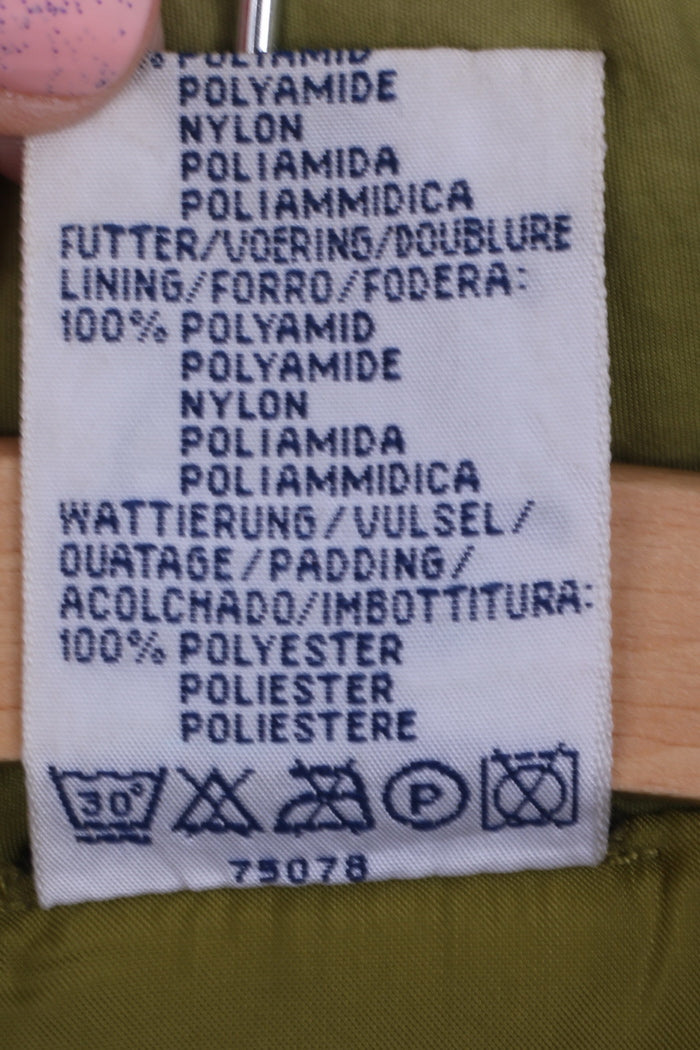 % POLYAMID
POLYAMIDE
NYLON
POLIAMIDA
POLIAMMIDICA
FUTTER/VOERING/DOUBLURE
LINING/FORRO/FODERA:
100% POLYAMID
POLYAMIDE
NYLON
POLIAMIDA
POLIAMMIDICA
WATTIERUNG/VULSEL/
OUATAGE/PADDING/
ACOLCHADO/IMBOTTITURA:
100% POLYESTER
POLIESTER
POLIESTERE
30° P
75078